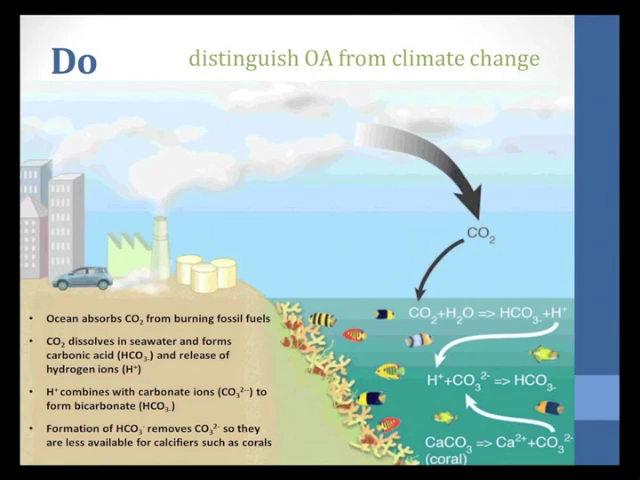 Do
distinguish OA from climate change
CO₂
CO₂+H₂O => HCO₃- +H⁺
H⁺+CO₃²⁻ => HCO₃-
CaCO₃ => Ca²⁺+CO₃²⁻
(coral)
• Ocean absorbs CO₂ from burning fossil fuels
• CO₂ dissolves in seawater and forms
carbonic acid (HCO₃-) and release of
hydrogen ions (H⁺)
• H⁺ combines with carbonate ions (CO₃²⁻) to
form bicarbonate (HCO₃-)
• Formation of HCO₃⁻ removes CO₃²⁻ so they
are less available for calcifiers such as corals